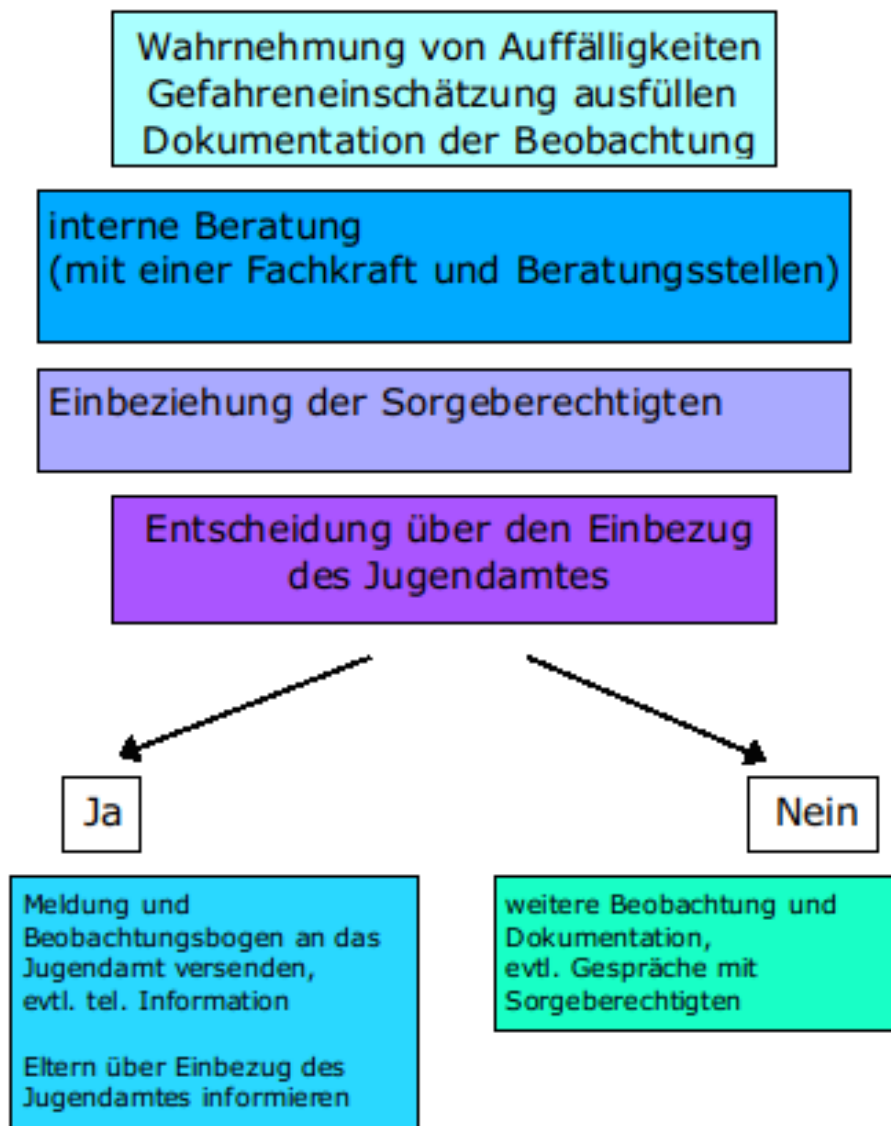 Wahrnehmung von Auffälligkeiten
Gefahreneinschätzung ausfüllen
Dokumentation der Beobachtung
interne Beratung
(mit einer Fachkraft und Beratungsstellen)
Einbeziehung der Sorgeberechtigten
Entscheidung über den Einbezug
des Jugendamtes
Ja
Nein
Meldung und
Beobachtungsbogen an das
Jugendamt versenden,
evtl. tel. Information
Eltern über Einbezug des
Jugendamtes informieren
weitere Beobachtung und
Dokumentation,
evtl. Gespräche mit
Sorgeberechtigten